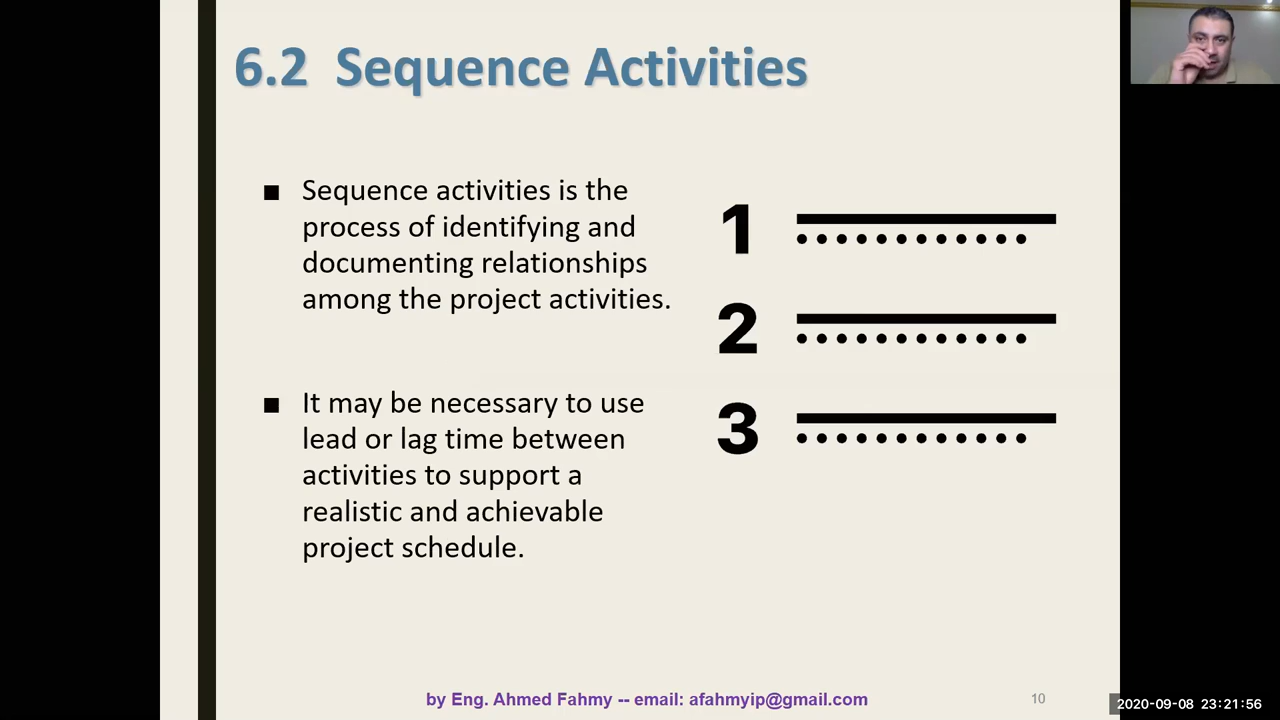 6.2 Sequence Activities
■ Sequence activities is the
process of identifying and
documenting relationships
among the project activities.
■ It may be necessary to use
lead or lag time between
activities to support a
realistic and achievable
project schedule.
1
2
3
by Eng. Ahmed Fahmy -- email: afahmyip@gmail.com
10
2020-09-08 23:21:56